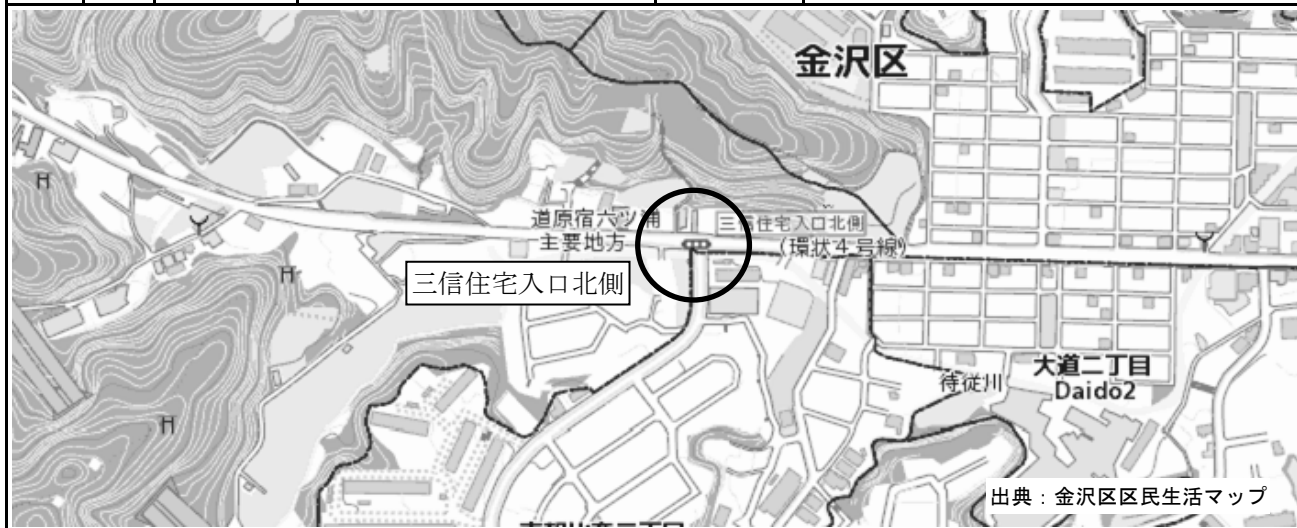 金沢区
道原宿六ツ浦
主要地方
三信住宅入口北側
(環状4号線)
三信住宅入口北側
大道二丁目
Daido2
侍従川
出典：金沢区区民生活マップ